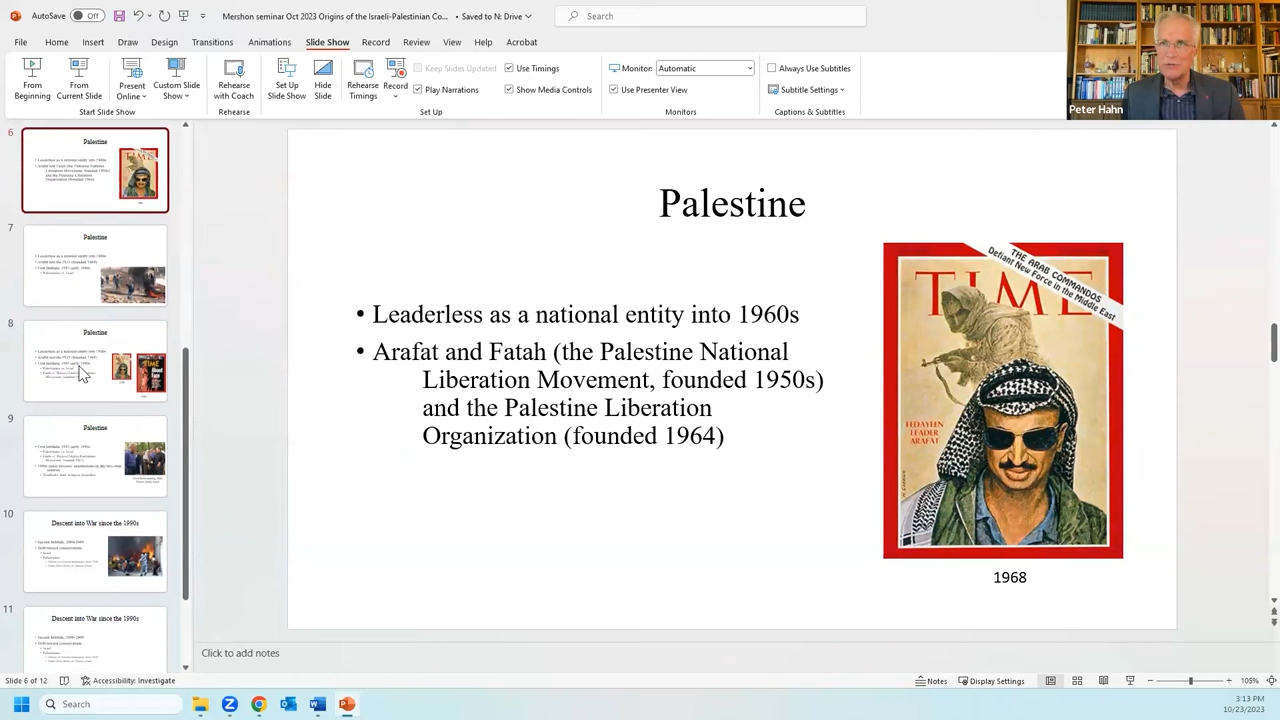 AutoSave Off
Mershon seminar Oct 2023 Origins of the Israeli-Palestinian Co... • Saved to N: Drive
Search
File Home Insert Draw Design Transitions Animations Slide Show Record Review View Help Acrobat
From Beginning
From Current Slide
Present Online
Custom Slide Show
Start Slide Show
Rehearse with Coach
Rehearse
Set Up Slide Show
Hide Slide
Rehearse Timings
Record
Keep Slides Updated
Play Narrations
Use Timings
Show Media Controls
Set Up
Monitor: Automatic
Use Presenter View
Monitors
Always Use Subtitles
Subtitle Settings
Captions & Subtitles
Peter Hahn
6
Palestine
7
Palestine
8
Palestine
9
Palestine
10
Descent into War since the 1990s
11
Descent into War since the 1990s
Palestine
• Leaderless as a national entity into 1960s
• Arafat and Fatah (the Palestine National
Liberation Movement, founded 1950s)
and the Palestine Liberation
Organization (founded 1964)
THE ARAB COMMANDOS
Defiant New Force in the Middle East
TIME
FEDAYEEN
LEADER
ARAFAT
1968
Click to add notes
Slide 6 of 12
Accessibility: Investigate
Notes
Display Settings
105%
Search
3:13 PM
10/23/2023